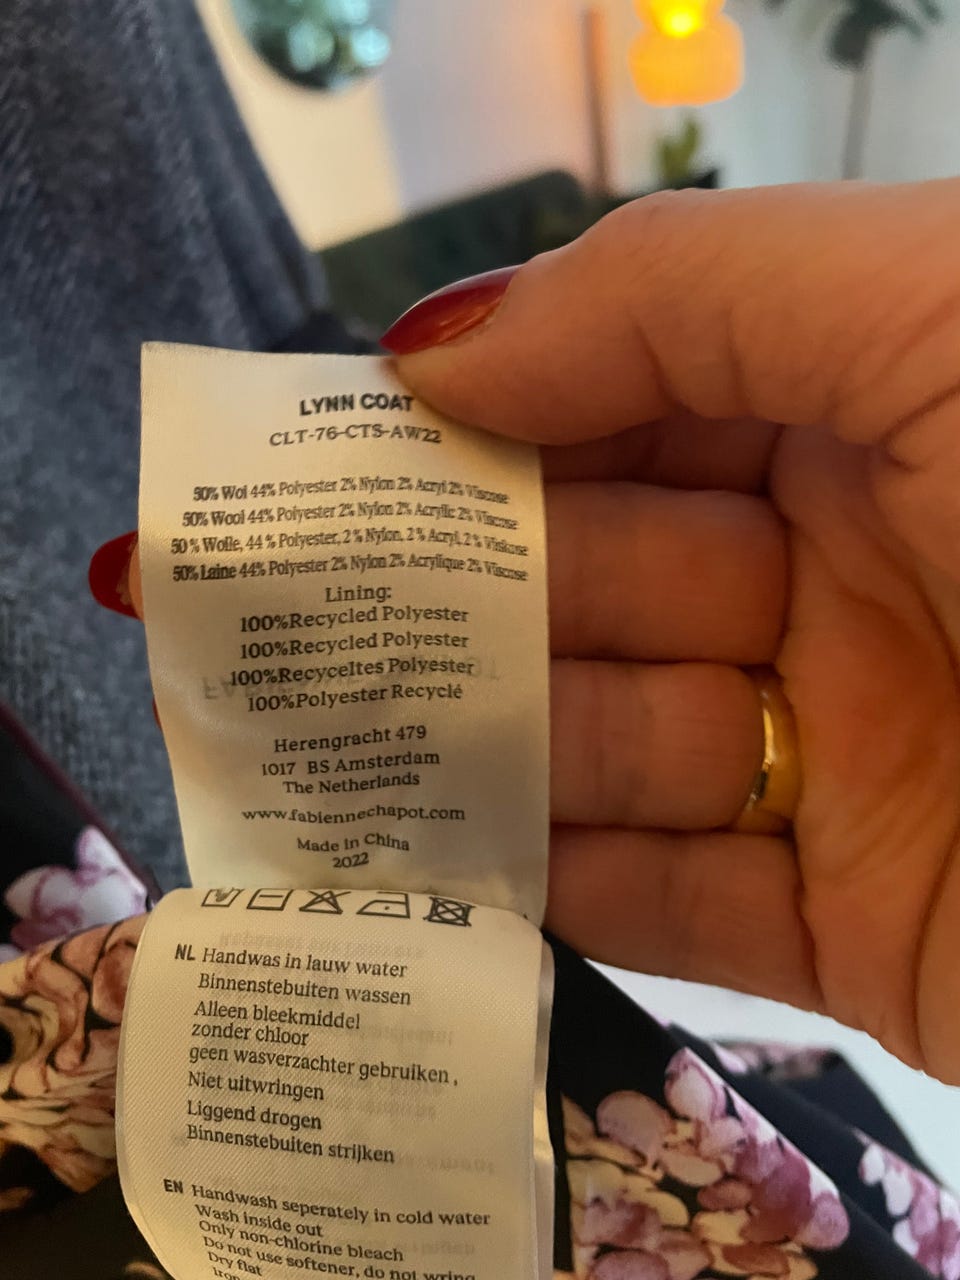 LYNN COAT
CLT-76-CTS-AW22
50% Wol 44% Polyester 2% Nylon 2% Acryl 2% Viscose
50% Wool 44% Polyester 2% Nylon 2% Acrylic 2% Viscose
50 % Wolle, 44 % Polyester, 2 % Nylon, 2 % Acryl, 2 % Viskose
50% Laine 44% Polyester 2% Nylon 2% Acrylique 2% Viscose
Lining:
100%Recycled Polyester
100%Recycled Polyester
100%Recyceltes Polyester
100%Polyester Recyclé
Herengracht 479
1017 BS Amsterdam
The Netherlands
www.fabiennechapot.com
Made in China
2022
NL Handwas in lauw water
Binnenstebuiten wassen
Alleen bleekmiddel
zonder chloor
geen wasverzachter gebruiken ,
Niet uitwringen
Liggend drogen
Binnenstebuiten strijken
EN Handwash seperately in cold water
Wash inside out
Only non-chlorine bleach
Do not use softener, do not wring
Dry flat
Iron